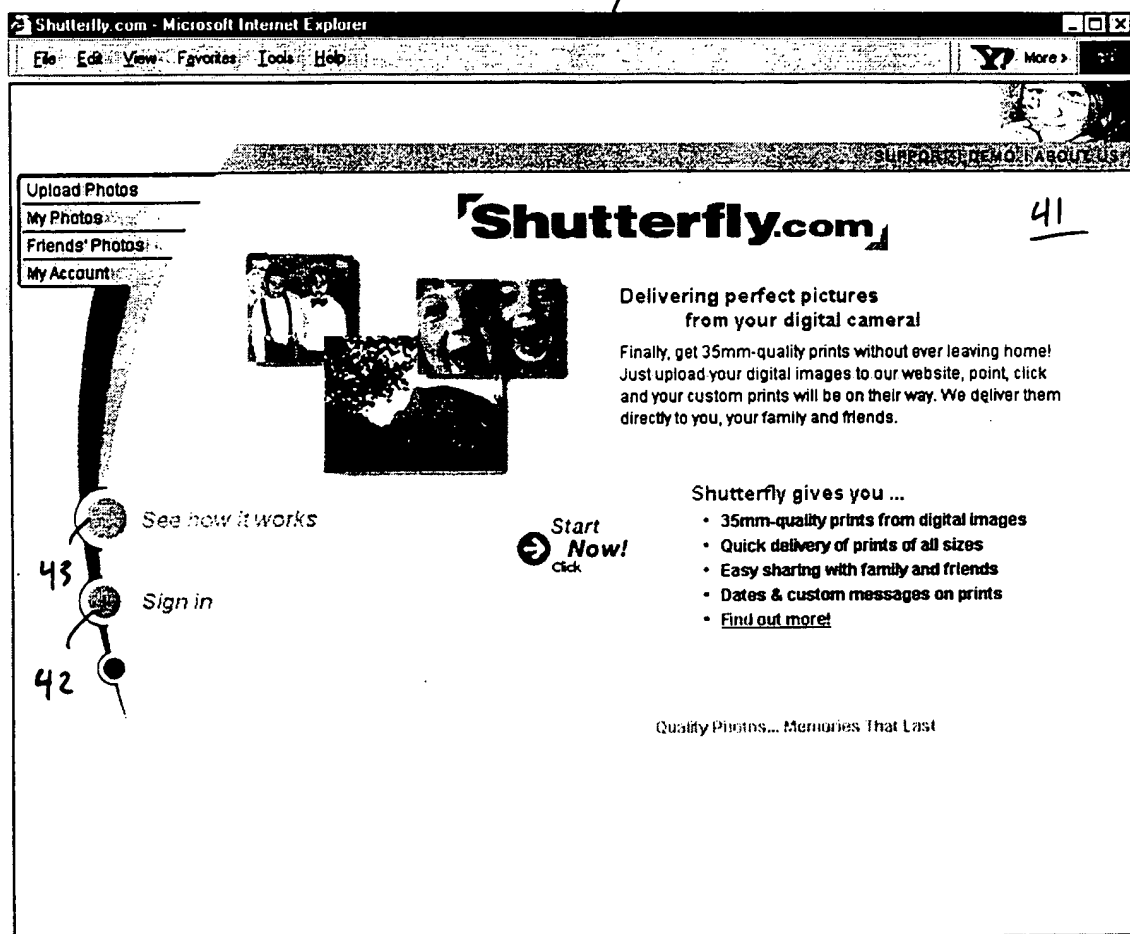 Shutterfly.com - Microsoft Internet Explorer
File Edit View Favorites Tools Help
Y! More >
SUPPORT | DEMO | ABOUT US
Upload Photos
My Photos
Friends' Photos
My Account
Shutterfly.com
41
Delivering perfect pictures
from your digital camera!
Finally, get 35mm-quality prints without ever leaving home!
Just upload your digital images to our website, point, click
and your custom prints will be on their way. We deliver them
directly to you, your family and friends.
See how it works
43
Sign in
42
Start
Now!
Click
Shutterfly gives you ...
• 35mm-quality prints from digital images
• Quick delivery of prints of all sizes
• Easy sharing with family and friends
• Dates & custom messages on prints
• Find out more!
Quality Photos... Memories That Last